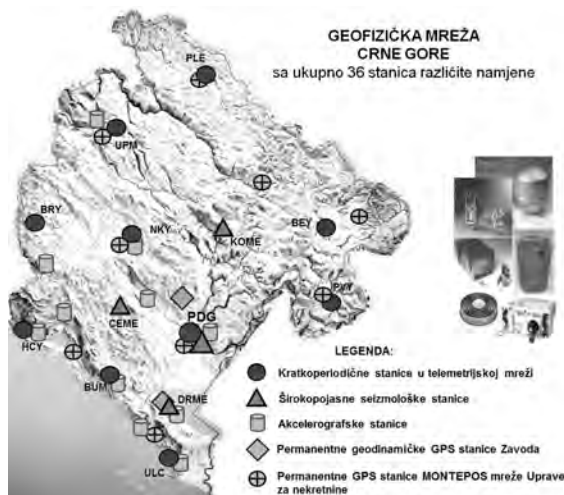 GEOFIZIČKA MREŽA
CRNE GORE
sa ukupno 36 stanica različite namjene
PLE
UPM
BRY
NKY
KOME
BEY
PVY
CEME
PDG
HCY
BUM
DRME
ULC
LEGENDA:
Kratkoperiodične stanice u telemetrijskoj mreži
Širokopojasne seizmološke stanice
Akcelerografske stanice
Permanentne geodinamičke GPS stanice Zavoda
Permanentne GPS stanice MONTEPOS mreže Uprave
za nekretnine